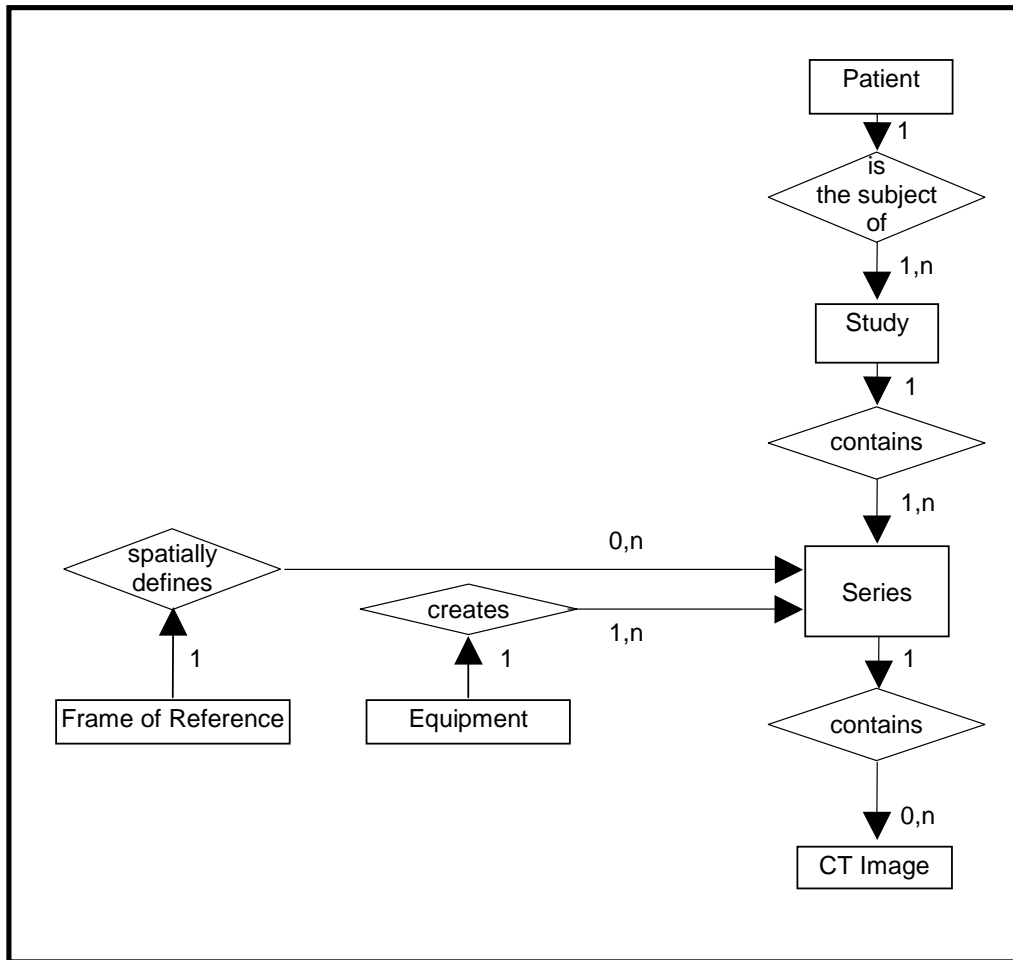 Patient
1
is
the subject
of
1,n
Study
1
contains
1,n
spatially
defines
0,n
Series
creates
1,n
1
1
1
Frame of Reference
Equipment
contains
0,n
CT Image